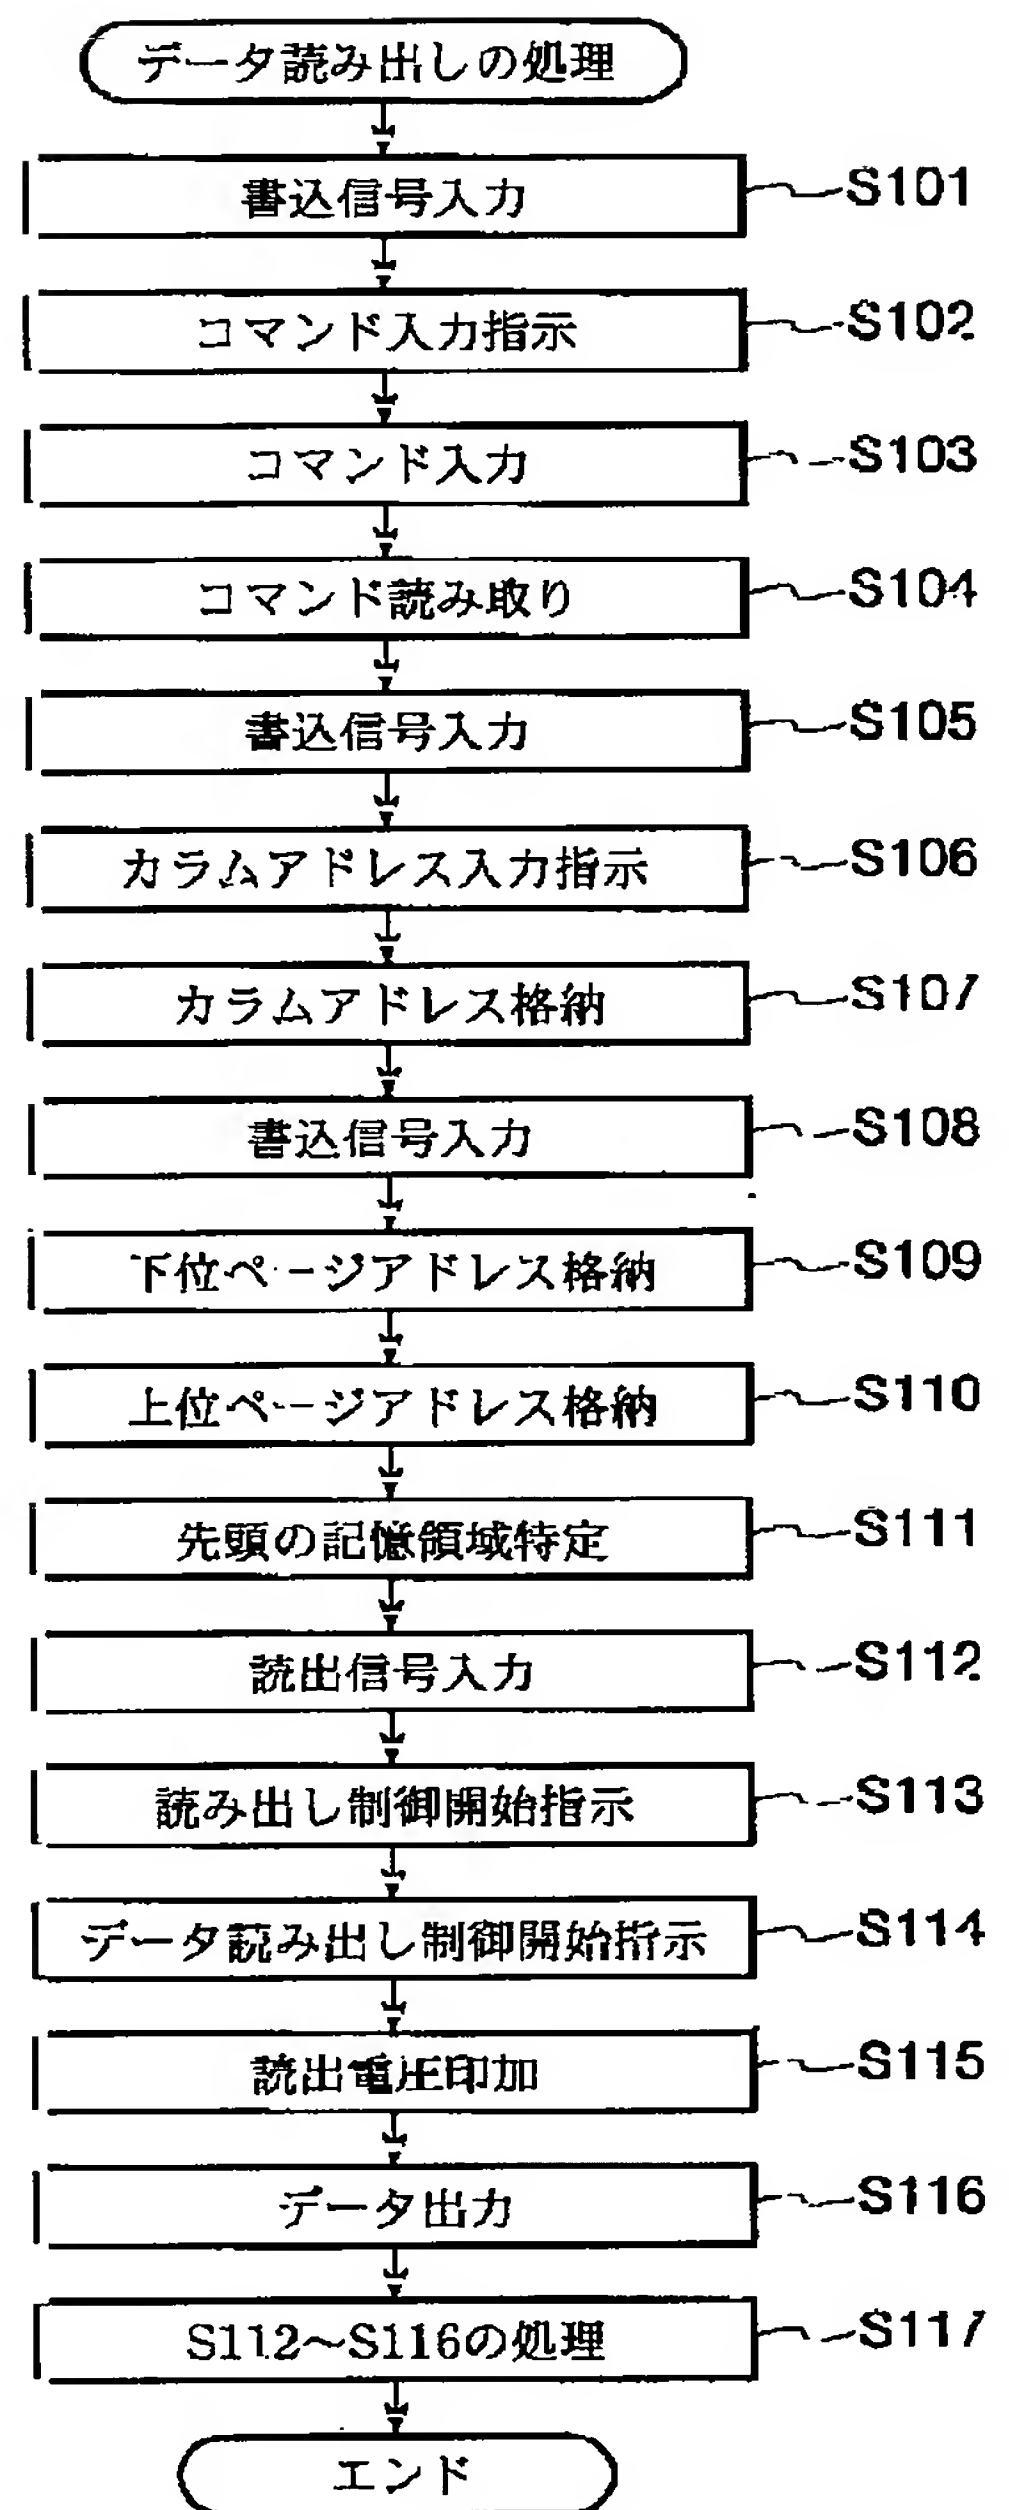 データ読み出しの処理
書込信号入力 S101
コマンド入力指示 S102
コマンド入力 S103
コマンド読み取り S104
書込信号入力 S105
カラムアドレス入力指示 S106
カラムアドレス格納 S107
書込信号入力 S108
下位ページアドレス格納 S109
上位ページアドレス格納 S110
先頭の記憶領域特定 S111
読出信号入力 S112
読み出し制御開始指示 S113
データ読み出し制御開始指示 S114
読出電圧印加 S115
データ出力 S116
S112～S116の処理 S117
エンド